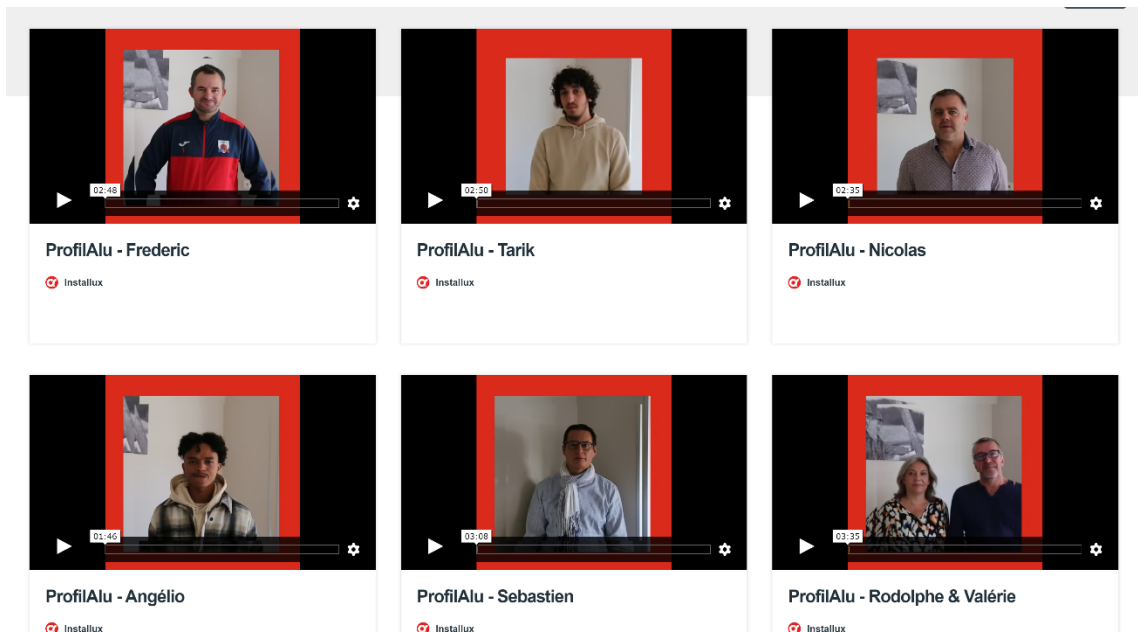 02:48
02:50
02:35
ProfilAlu - Frederic
ProfilAlu - Tarik
ProfilAlu - Nicolas
Installux
Installux
Installux
01:46
03:08
03:35
ProfilAlu - Angélio
ProfilAlu - Sebastien
ProfilAlu - Rodolphe & Valérie
Installux
Installux
Installux